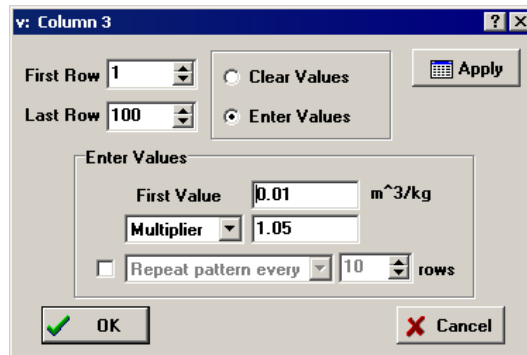 v: Column 3
First Row 1
Last Row 100
Clear Values
Enter Values
Apply
Enter Values
First Value 0.01 m^3/kg
Multiplier 1.05
Repeat pattern every 10 rows
OK
Cancel